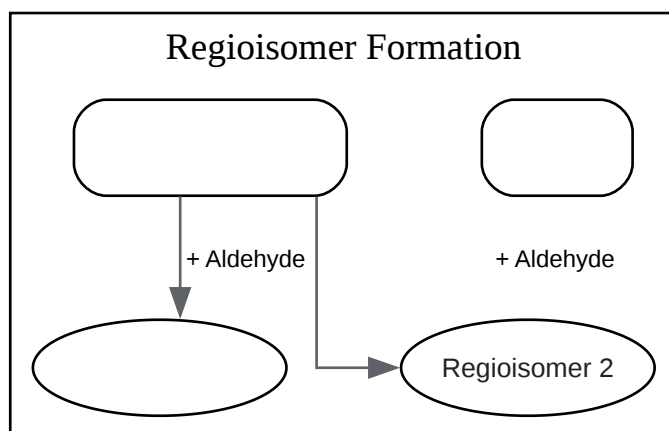 Regioisomer Formation
+ Aldehyde
+ Aldehyde
Regioisomer 2